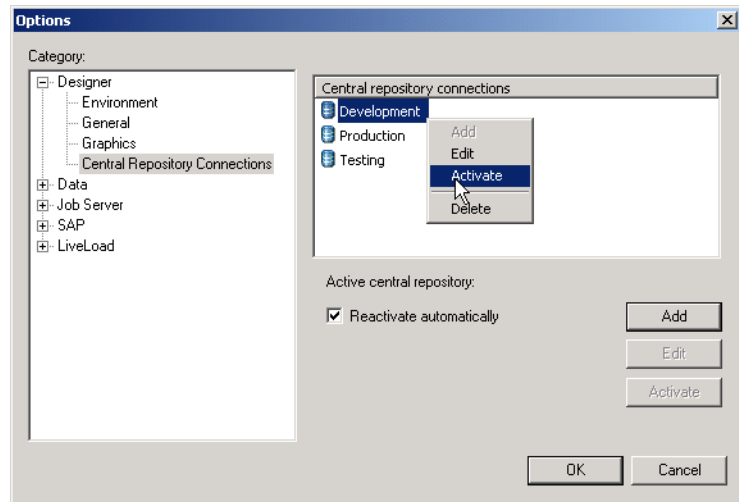 Options
Category:
Designer
Environment
General
Graphics
Central Repository Connections
Data
Job Server
SAP
LiveLoad
Central repository connections
Development
Production
Testing
Add
Edit
Activate
Delete
Active central repository:
Reactivate automatically
Add
Edit
Activate
OK
Cancel